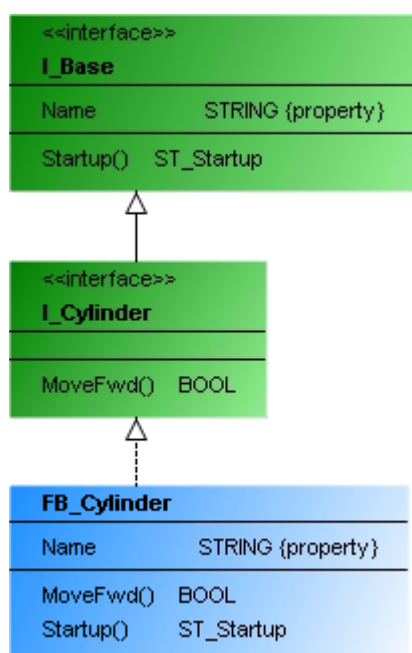 <<interface>>
I_Base
Name STRING {property}
Startup() ST_Startup
<<interface>>
I_Cylinder
MoveFwd() BOOL
FB_Cylinder
Name STRING {property}
MoveFwd() BOOL
Startup() ST_Startup